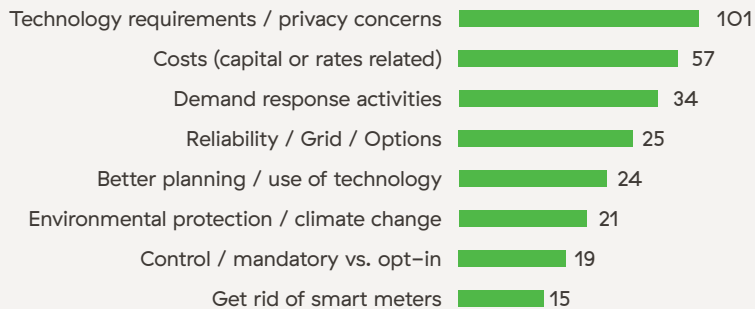 Technology requirements / privacy concerns 101
Costs (capital or rates related) 57
Demand response activities 34
Reliability / Grid / Options 25
Better planning / use of technology 24
Environmental protection / climate change 21
Control / mandatory vs. opt-in 19
Get rid of smart meters 15